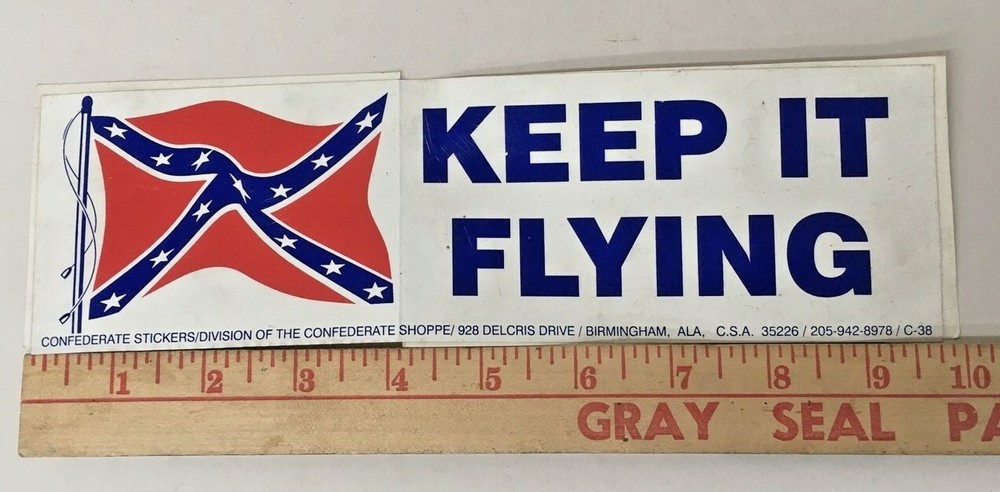 KEEP IT
FLYING
CONFEDERATE STICKERS/DIVISION OF THE CONFEDERATE SHOPPE/ 928 DELCRIS DRIVE / BIRMINGHAM, ALA, C.S.A. 35226 / 205-942-8978 / C-38
1 2 3 4 5 6 7 8 9 10
GRAY SEAL PA